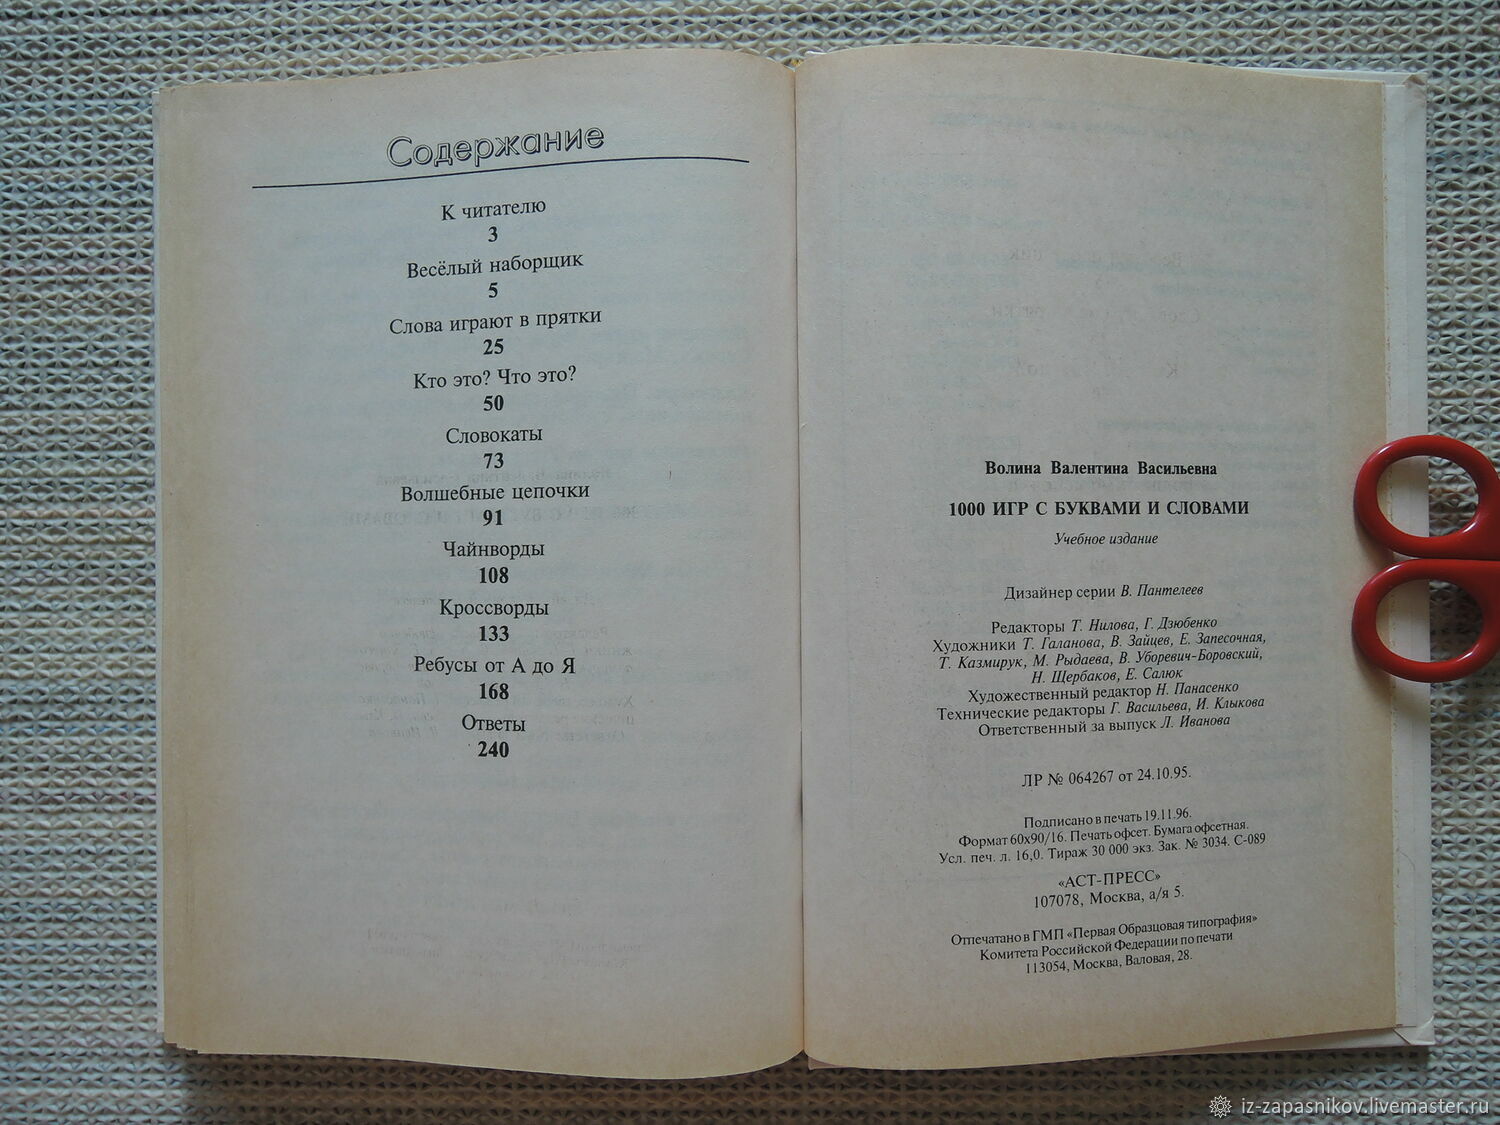 Содержание
К читателю
3
Весёлый наборщик
5
Слова играют в прятки
25
Кто это? Что это?
50
Словокаты
73
Волшебные цепочки
91
Чайнворды
108
Кроссворды
133
Ребусы от А до Я
168
Ответы
240
Волина Валентина Васильевна
1000 ИГР С БУКВАМИ И СЛОВАМИ
Учебное издание
Дизайнер серии В. Пантелеев
Редакторы Т. Нилова, Г. Дзюбенко
Художники Т. Галанова, В. Зайцев, Е. Запесочная,
Т. Казмирук, М. Рыдаева, В. Уборевич-Боровский,
Н. Щербаков, Е. Салюк
Художественный редактор Н. Панасенко
Технические редакторы Г. Васильева, И. Клыкова
Ответственный за выпуск Л. Иванова
ЛР № 064267 от 24.10.95.
Подписано в печать 19.11.96.
Формат 60х90/16. Печать офсет. Бумага офсетная.
Усл. печ. л. 16,0. Тираж 30 000 экз. Зак. № 3034. С-089
«АСТ-ПРЕСС»
107078, Москва, а/я 5.
Отпечатано в ГМП «Первая Образцовая типография»
Комитета Российской Федерации по печати
113054, Москва, Валовая, 28.
iz-zapasnikov.livemaster.ru